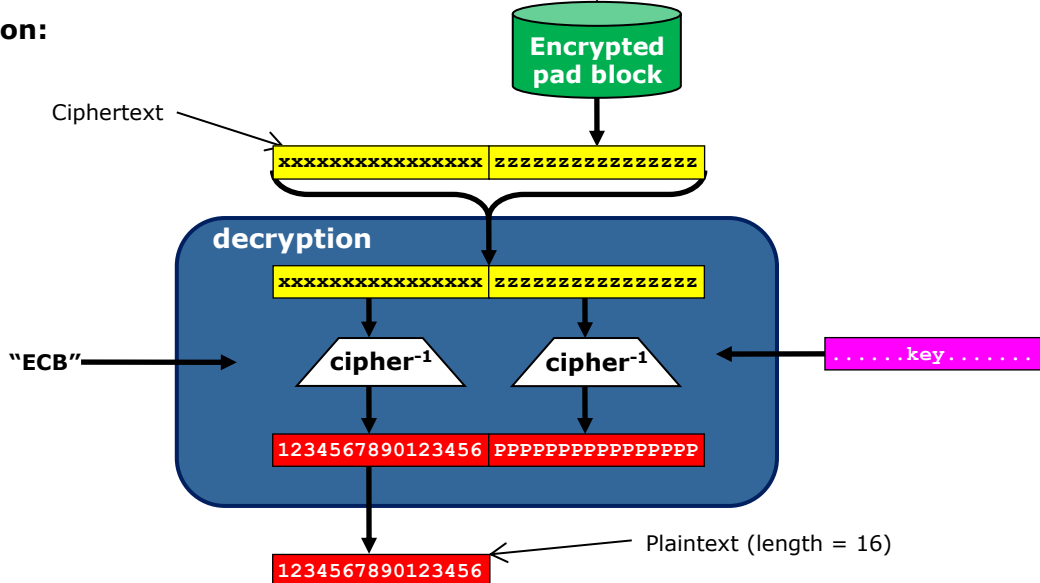 on:
Encrypted
pad block
Ciphertext
xxxxxxxxxxxxxxxx zzzzzzzzzzzzzzzz
decryption
xxxxxxxxxxxxxxxx zzzzzzzzzzzzzzzz
“ECB” cipher-1 cipher-1 ......key.......
1234567890123456 PPPPPPPPPPPPPPPP
Plaintext (length = 16)
1234567890123456